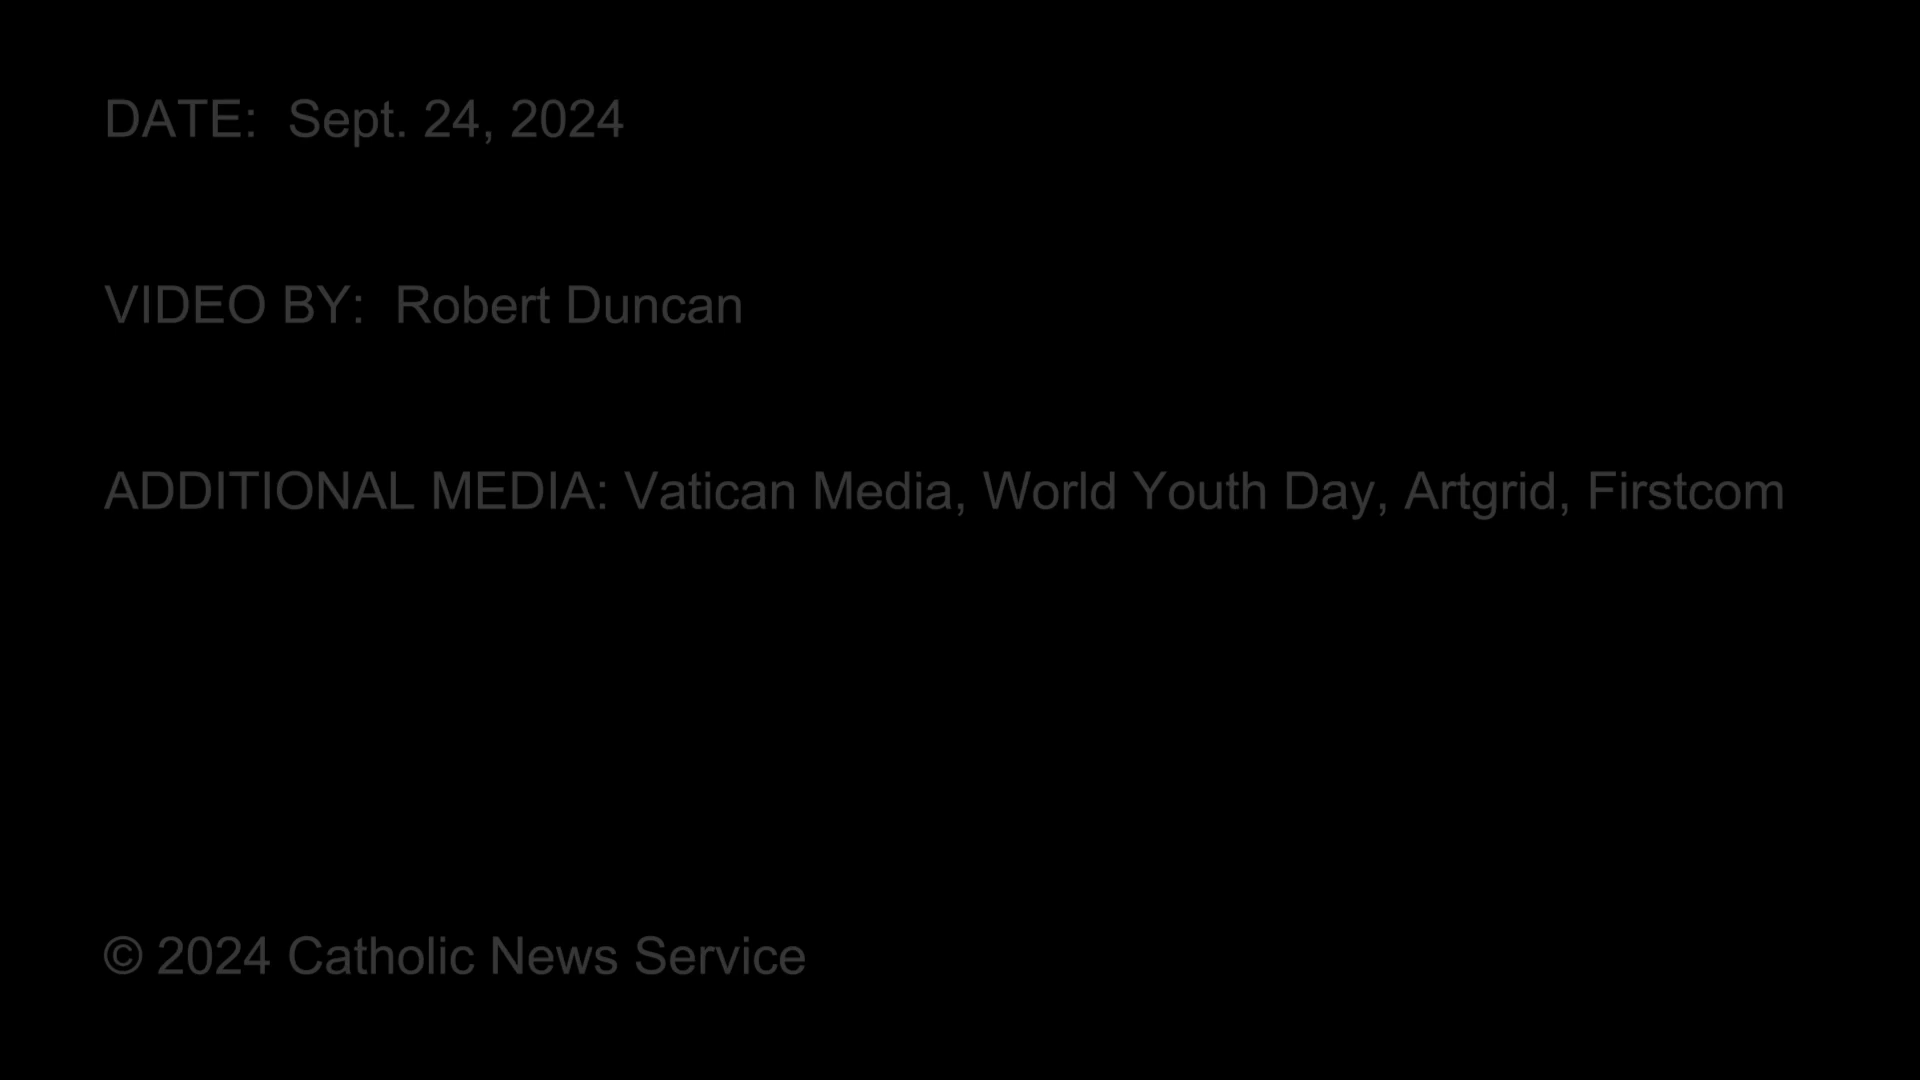 DATE:  Sept. 24, 2024
VIDEO BY:  Robert Duncan
ADDITIONAL MEDIA: Vatican Media, World Youth Day, Artgrid, Firstcom
© 2024 Catholic News Service